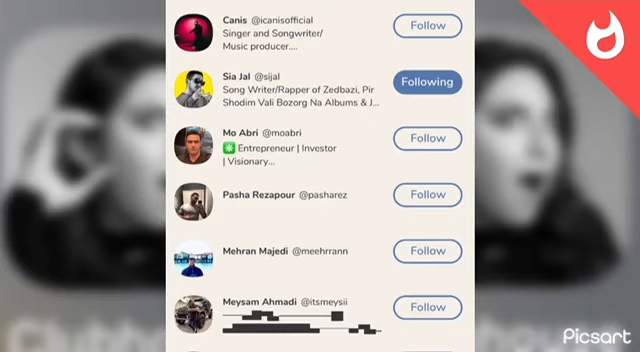 Canis @icanisofficial
Follow
Singer and Songwriter/
Music producer....
Sia Jal @sijal
Following
Song Writer/Rapper of Zedbazi, Pir
Shodim Vali Bozorg Na Albums & J...
Mo Abri @moabri
Follow
Entrepreneur | Investor
| Visionary...
Pasha Rezapour @pasharez
Follow
Mehran Majedi @meehrrann
Follow
Meysam Ahmadi @itsmeysii
Follow
Picsart